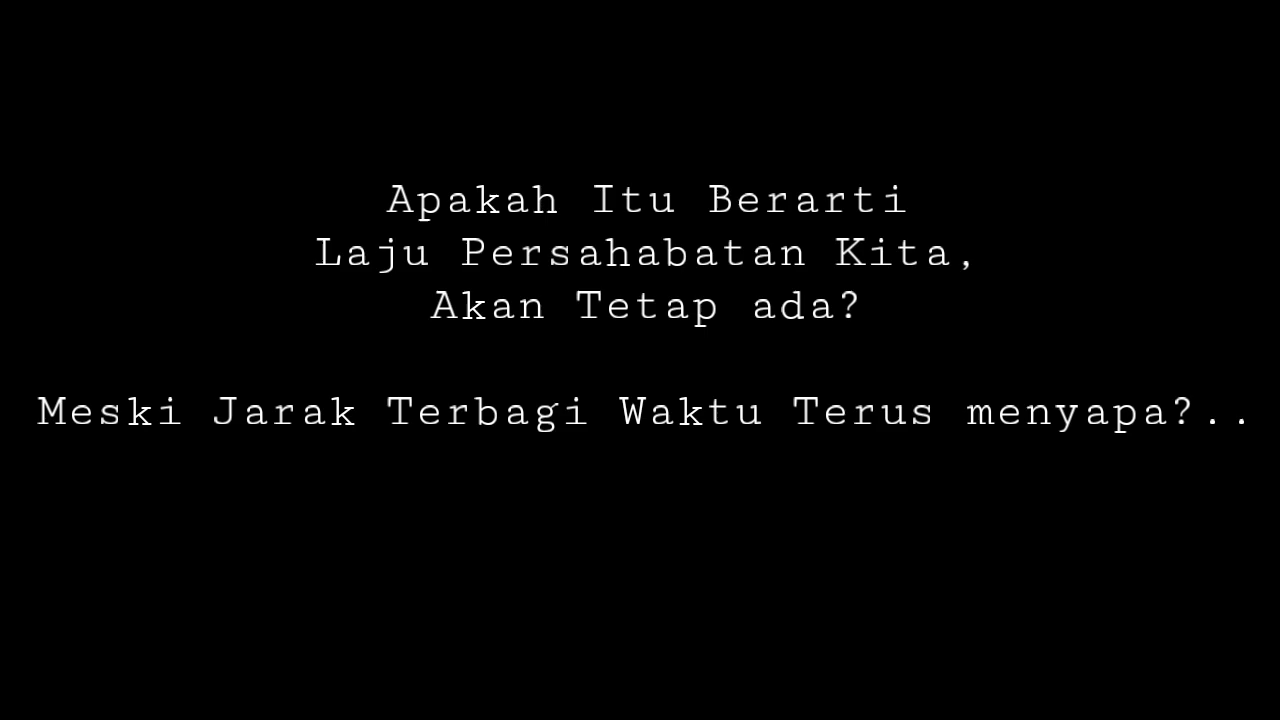 Apakah Itu Berarti
Laju Persahabatan Kita,
Akan Tetap ada?
Meski Jarak Terbagi Waktu Terus menyapa?..